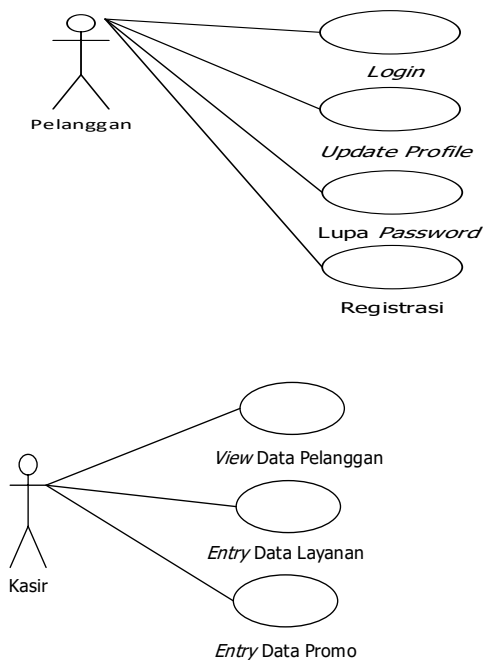 Login
Pelanggan
Update Profile
Lupa Password
Registrasi
View Data Pelanggan
Entry Data Layanan
Kasir
Entry Data Promo